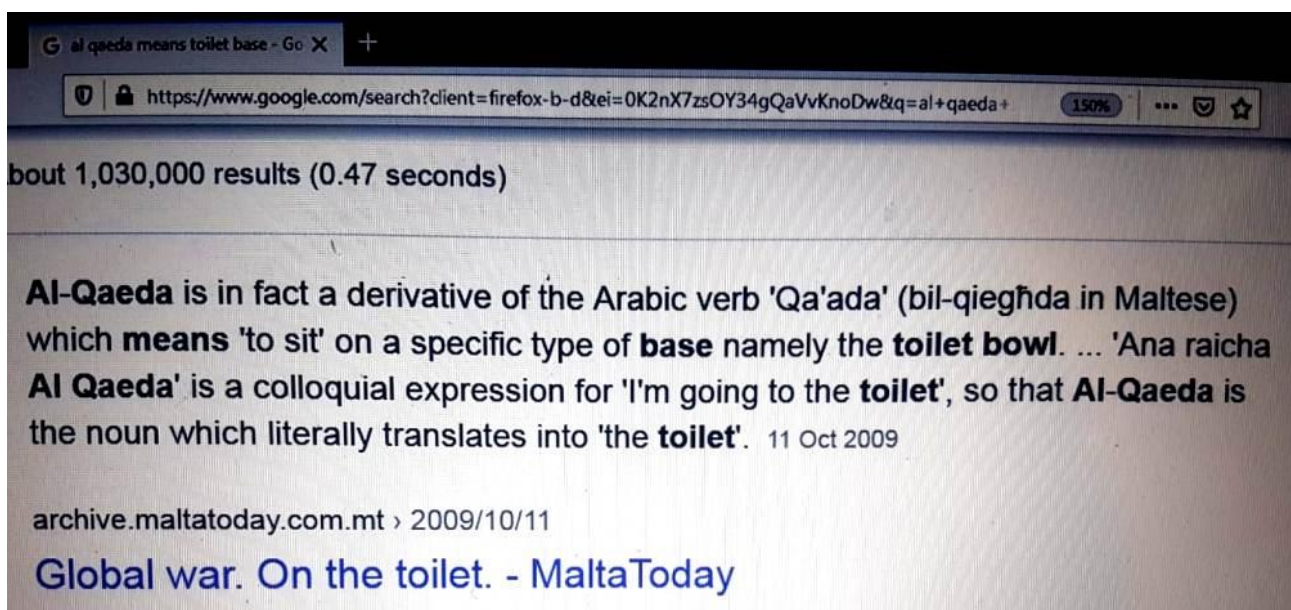 G al qaeda means toilet base - Go X +
https://www.google.com/search?client=firefox-b-d&ei=0K2nX7zsOY34gQaVvKnoDw&q=al+qaeda+ 150% ...
bout 1,030,000 results (0.47 seconds)
Al-Qaeda is in fact a derivative of the Arabic verb 'Qa'ada' (bil-qiegħda in Maltese)
which means 'to sit' on a specific type of base namely the toilet bowl. ... 'Ana raicha
Al Qaeda' is a colloquial expression for 'I'm going to the toilet', so that Al-Qaeda is
the noun which literally translates into 'the toilet'. 11 Oct 2009
archive.maltatoday.com.mt › 2009/10/11
Global war. On the toilet. - MaltaToday